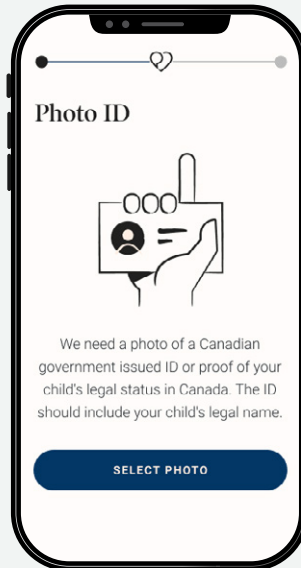 Photo ID
We need a photo of a Canadian
government issued ID or proof of your
child's legal status in Canada. The ID
should include your child's legal name.
SELECT PHOTO